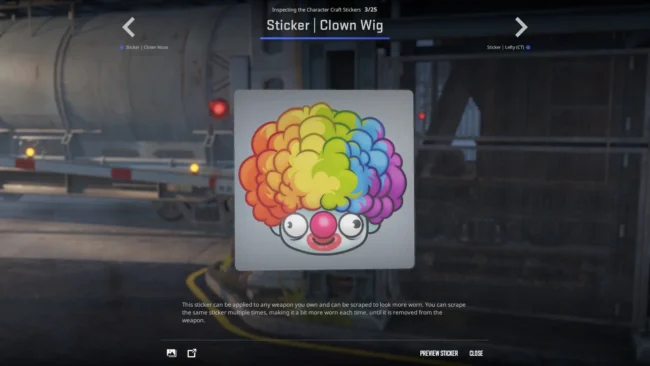 Inspecting the Character Craft Stickers 3/25
Sticker | Clown Wig
Sticker | Clown Nose
Sticker | Lefty (CT)
This sticker can be applied to any weapon you own and can be scraped to look more worn. You can scrape
the same sticker multiple times, making it a bit more worn each time, until it is removed from the
weapon.
PREVIEW STICKER
CLOSE